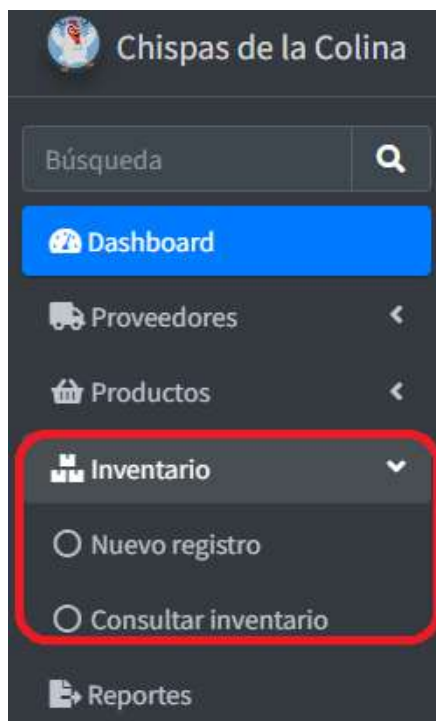 Chispas de la Colina
Búsqueda
Dashboard
Proveedores
Productos
Inventario
Nuevo registro
Consultar inventario
Reportes